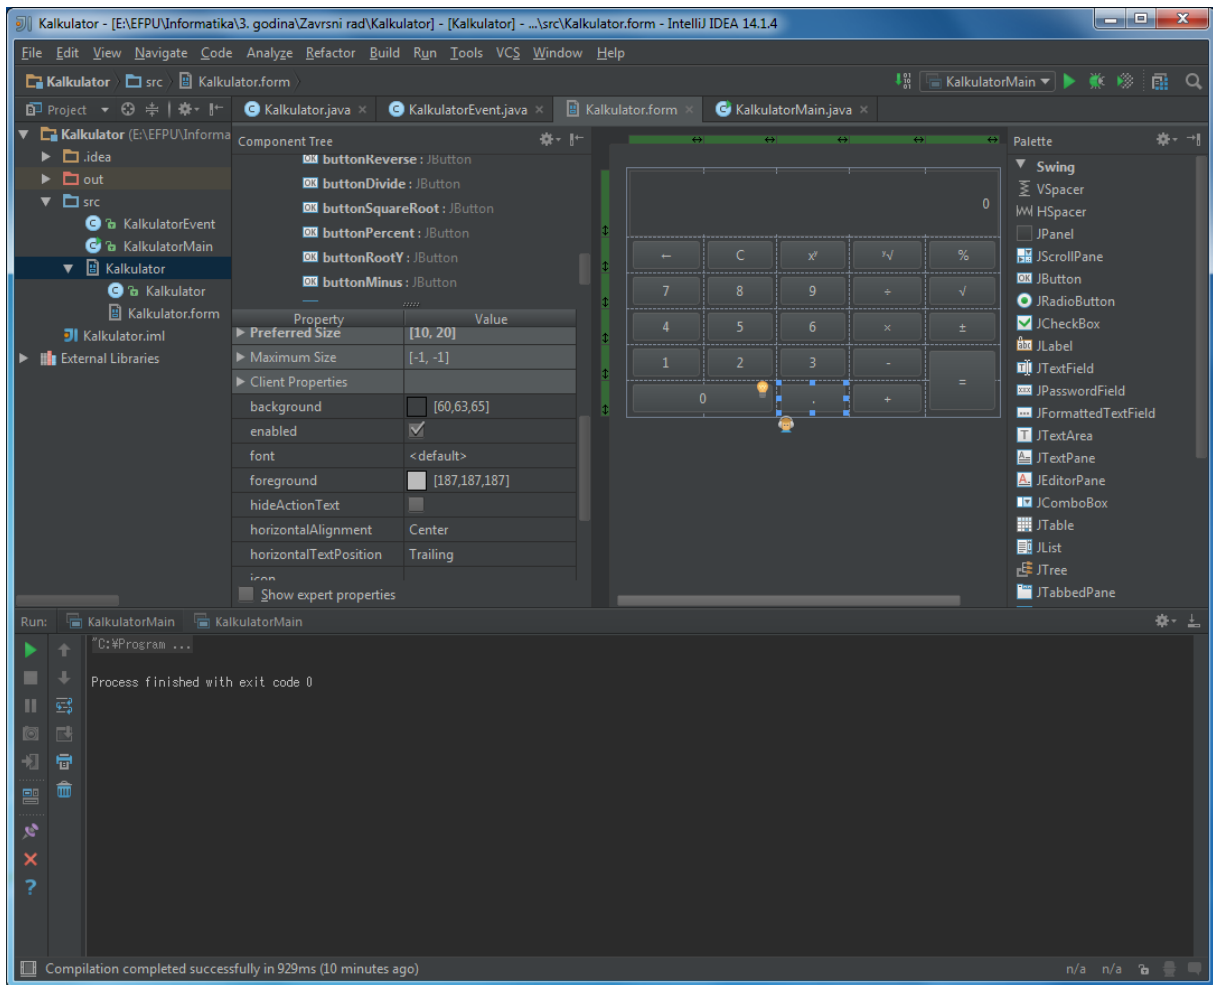 Kalkulator - [E:\EFPU\Informatika\3. godina\Zavrsni rad\Kalkulator] - [Kalkulator] - ...\src\Kalkulator.form - IntelliJ IDEA 14.1.4
File Edit View Navigate Code Analyze Refactor Build Run Tools VCS Window Help
Kalkulator src Kalkulator.form KalkulatorMain
Project Kalkulator.java KalkulatorEvent.java Kalkulator.form KalkulatorMain.java
Kalkulator (E:\EFPU\Informa
.idea
out
src
KalkulatorEvent
KalkulatorMain
Kalkulator
Kalkulator
Kalkulator.form
Kalkulator.iml
External Libraries
Component Tree
buttonReverse : JButton
buttonDivide : JButton
buttonSquareRoot : JButton
buttonPercent : JButton
buttonRootY : JButton
buttonMinus : JButton
Property Value
Preferred Size [10, 20]
Maximum Size [-1, -1]
Client Properties
background [60,63,65]
enabled
font <default>
foreground [187,187,187]
hideActionText
horizontalAlignment Center
horizontalTextPosition Trailing
icon
Show expert properties
0
← C xʸ ʸ√ %
7 8 9 ÷ √
4 5 6 × ±
1 2 3 -
=
0 . +
Palette
Swing
VSpacer
HSpacer
JPanel
JScrollPane
JButton
JRadioButton
JCheckBox
JLabel
JTextField
JPasswordField
JFormattedTextField
JTextArea
JTextPane
JEditorPane
JComboBox
JTable
JList
JTree
JTabbedPane
Run: KalkulatorMain KalkulatorMain
"C:¥Program ...
Process finished with exit code 0
Compilation completed successfully in 929ms (10 minutes ago) n/a n/a